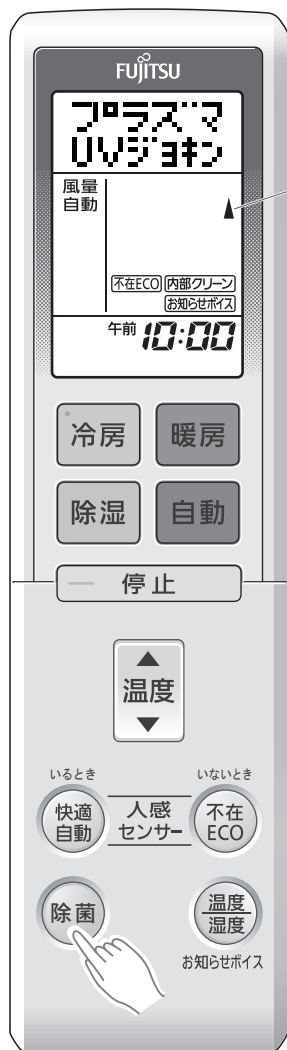 FUJITSU
プラズマ
UVジョキン
風量
自動
不在ECO 内部クリーン
お知らせボイス
午前 10:00
冷房 暖房
除湿 自動
停止
▲
温度
▼
いるとき いないとき
快適
自動
人感
センサー
不在
ECO
除菌
温度
湿度
お知らせボイス